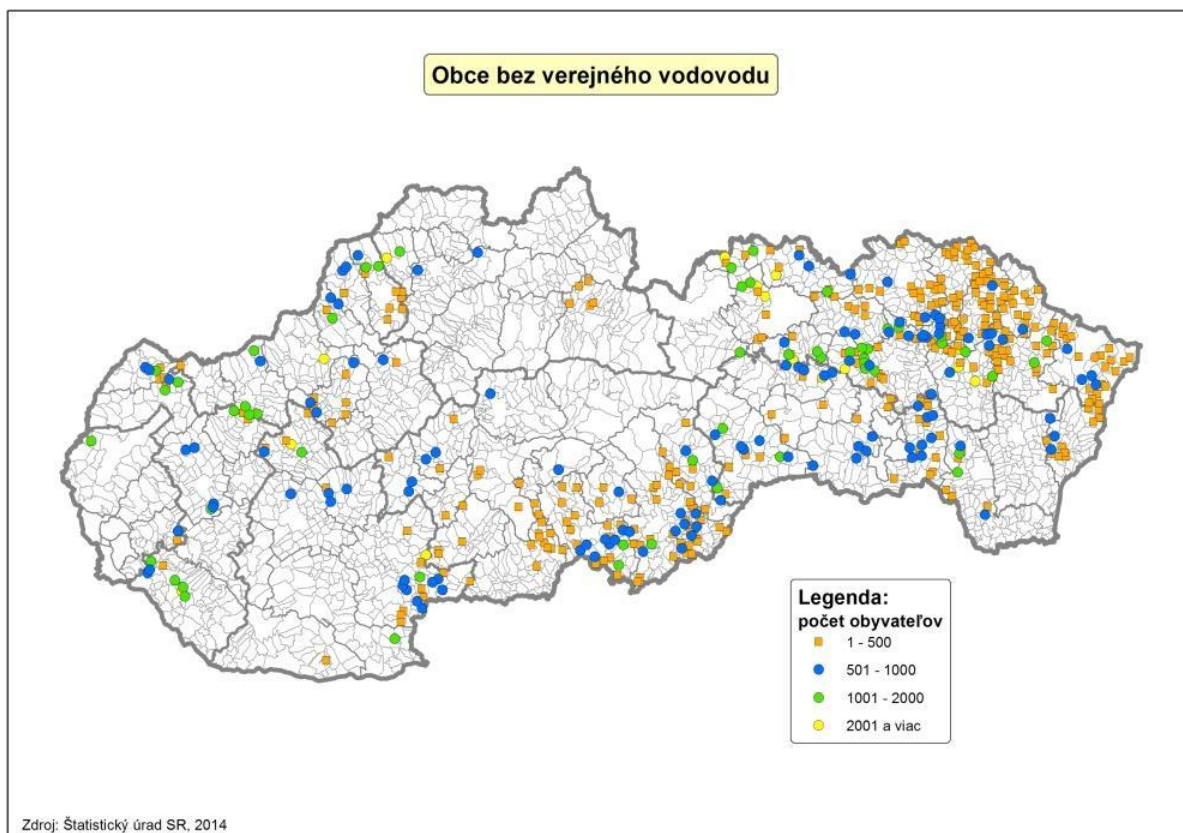 Obce bez verejného vodovodu
Legenda:
počet obyvateľov
1 - 500
501 - 1000
1001 - 2000
2001 a viac
Zdroj: Štatistický úrad SR, 2014